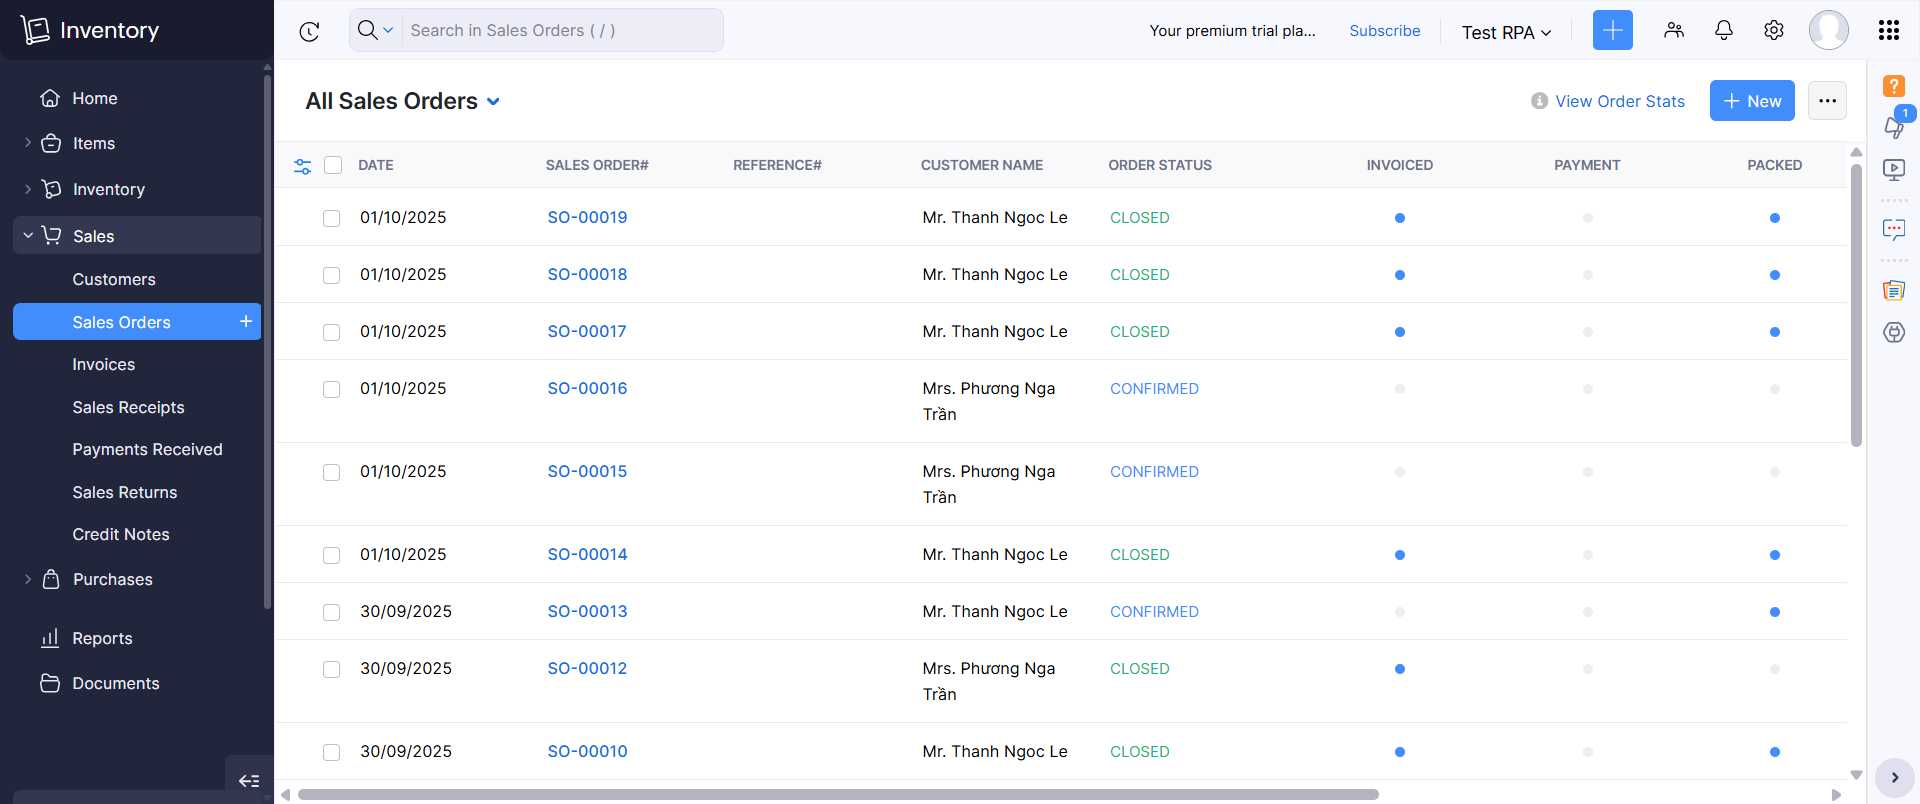 Inventory
Search in Sales Orders ( / )
Your premium trial pla...
Subscribe
Test RPA
Home
Items
Inventory
Sales
Customers
Sales Orders +
Invoices
Sales Receipts
Payments Received
Sales Returns
Credit Notes
Purchases
Reports
Documents
All Sales Orders
View Order Stats
+ New
?
1
DATE SALES ORDER# REFERENCE# CUSTOMER NAME ORDER STATUS INVOICED PAYMENT PACKED
01/10/2025 SO-00019 Mr. Thanh Ngoc Le CLOSED
01/10/2025 SO-00018 Mr. Thanh Ngoc Le CLOSED
01/10/2025 SO-00017 Mr. Thanh Ngoc Le CLOSED
01/10/2025 SO-00016 Mrs. Phương Nga CONFIRMED
Trần
01/10/2025 SO-00015 Mrs. Phương Nga CONFIRMED
Trần
01/10/2025 SO-00014 Mr. Thanh Ngoc Le CLOSED
30/09/2025 SO-00013 Mr. Thanh Ngoc Le CONFIRMED
30/09/2025 SO-00012 Mrs. Phương Nga CLOSED
Trần
30/09/2025 SO-00010 Mr. Thanh Ngoc Le CLOSED